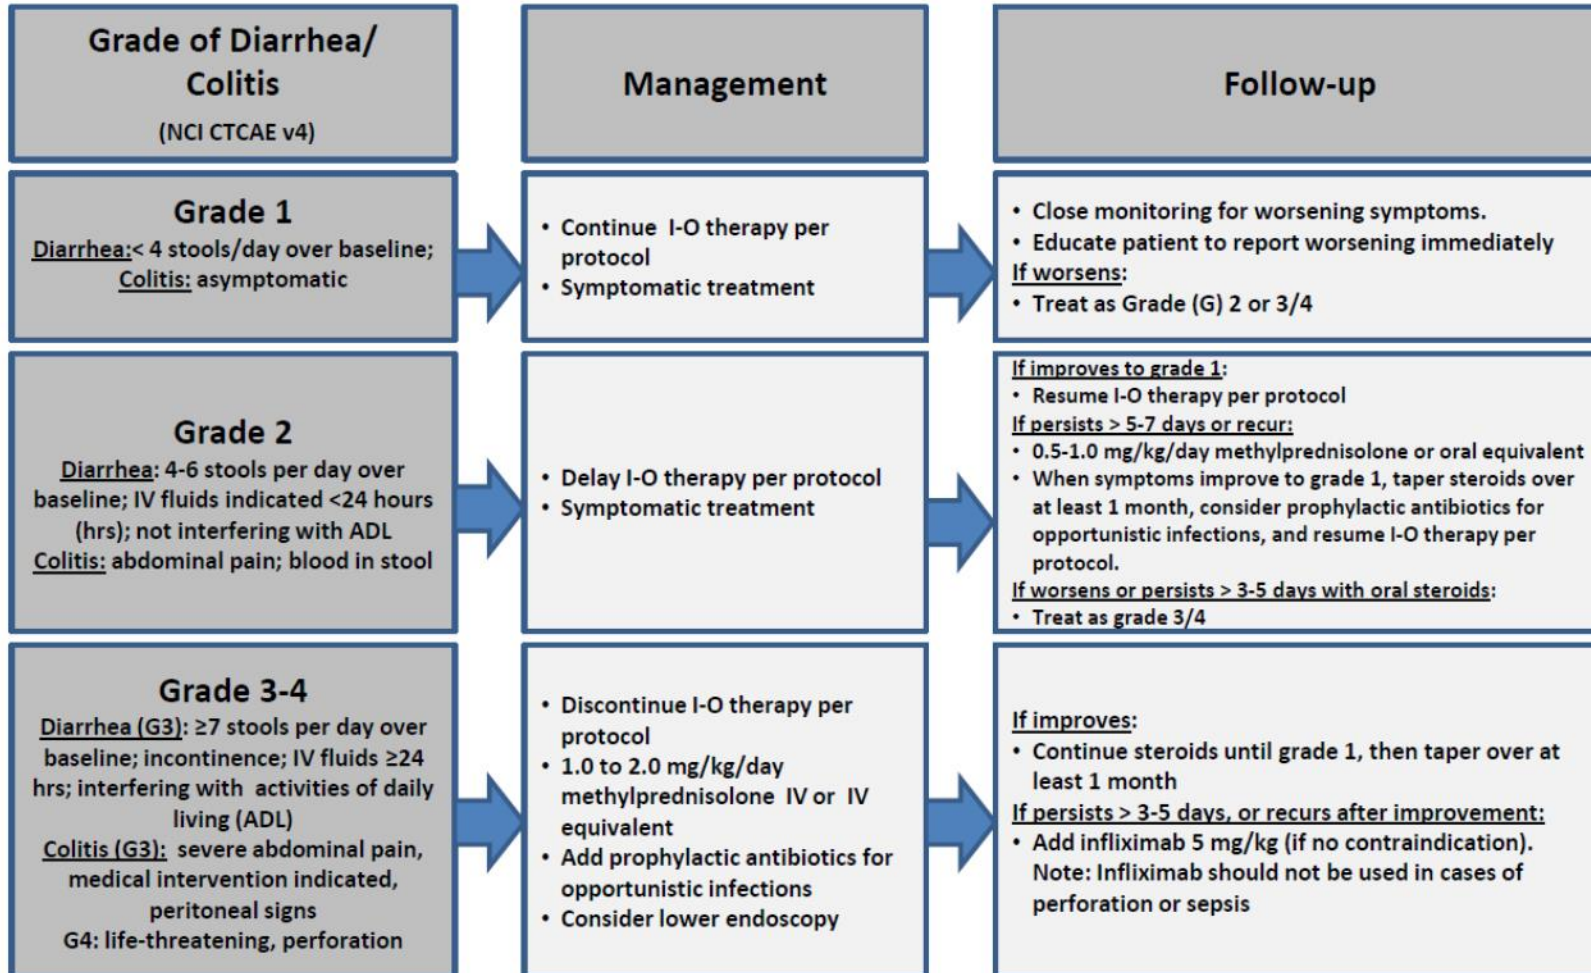 Grade of Diarrhea/
Colitis
(NCI CTCAE v4)
Management
Follow-up
Grade 1
Diarrhea:< 4 stools/day over baseline;
Colitis: asymptomatic
• Continue I-O therapy per
protocol
• Symptomatic treatment
• Close monitoring for worsening symptoms.
• Educate patient to report worsening immediately
If worsens:
• Treat as Grade (G) 2 or 3/4
Grade 2
Diarrhea: 4-6 stools per day over
baseline; IV fluids indicated <24 hours
(hrs); not interfering with ADL
Colitis: abdominal pain; blood in stool
• Delay I-O therapy per protocol
• Symptomatic treatment
If improves to grade 1:
• Resume I-O therapy per protocol
If persists > 5-7 days or recur:
• 0.5-1.0 mg/kg/day methylprednisolone or oral equivalent
• When symptoms improve to grade 1, taper steroids over
at least 1 month, consider prophylactic antibiotics for
opportunistic infections, and resume I-O therapy per
protocol.
If worsens or persists > 3-5 days with oral steroids:
• Treat as grade 3/4
Grade 3-4
Diarrhea (G3): ≥7 stools per day over
baseline; incontinence; IV fluids ≥24
hrs; interfering with activities of daily
living (ADL)
Colitis (G3): severe abdominal pain,
medical intervention indicated,
peritoneal signs
G4: life-threatening, perforation
• Discontinue I-O therapy per
protocol
• 1.0 to 2.0 mg/kg/day
methylprednisolone IV or IV
equivalent
• Add prophylactic antibiotics for
opportunistic infections
• Consider lower endoscopy
If improves:
• Continue steroids until grade 1, then taper over at
least 1 month
If persists > 3-5 days, or recurs after improvement:
• Add infliximab 5 mg/kg (if no contraindication).
Note: Infliximab should not be used in cases of
perforation or sepsis